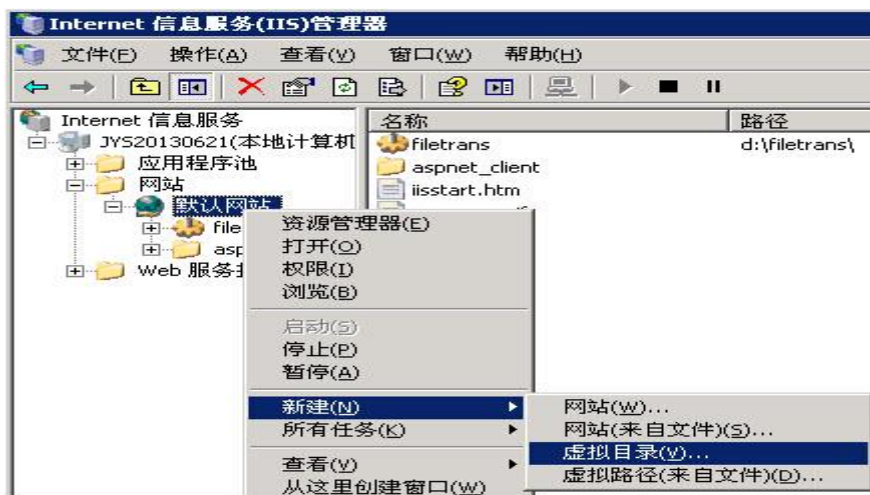 Internet 信息服务(IIS)管理器
文件(F) 操作(A) 查看(V) 窗口(W) 帮助(H)
Internet 信息服务
JYS20130621(本地计算机
应用程序池
网站
默认网站
file
asp
Web 服务扩
名称 路径
filetrans d:\filetrans\
aspnet_client
iisstart.htm
资源管理器(E)
打开(O)
权限(I)
浏览(B)
启动(S)
停止(P)
暂停(A)
新建(N)
所有任务(K)
查看(V)
从这里创建窗口(W)
网站(W)...
网站(来自文件)(S)...
虚拟目录(V)...
虚拟路径(来自文件)(D)...